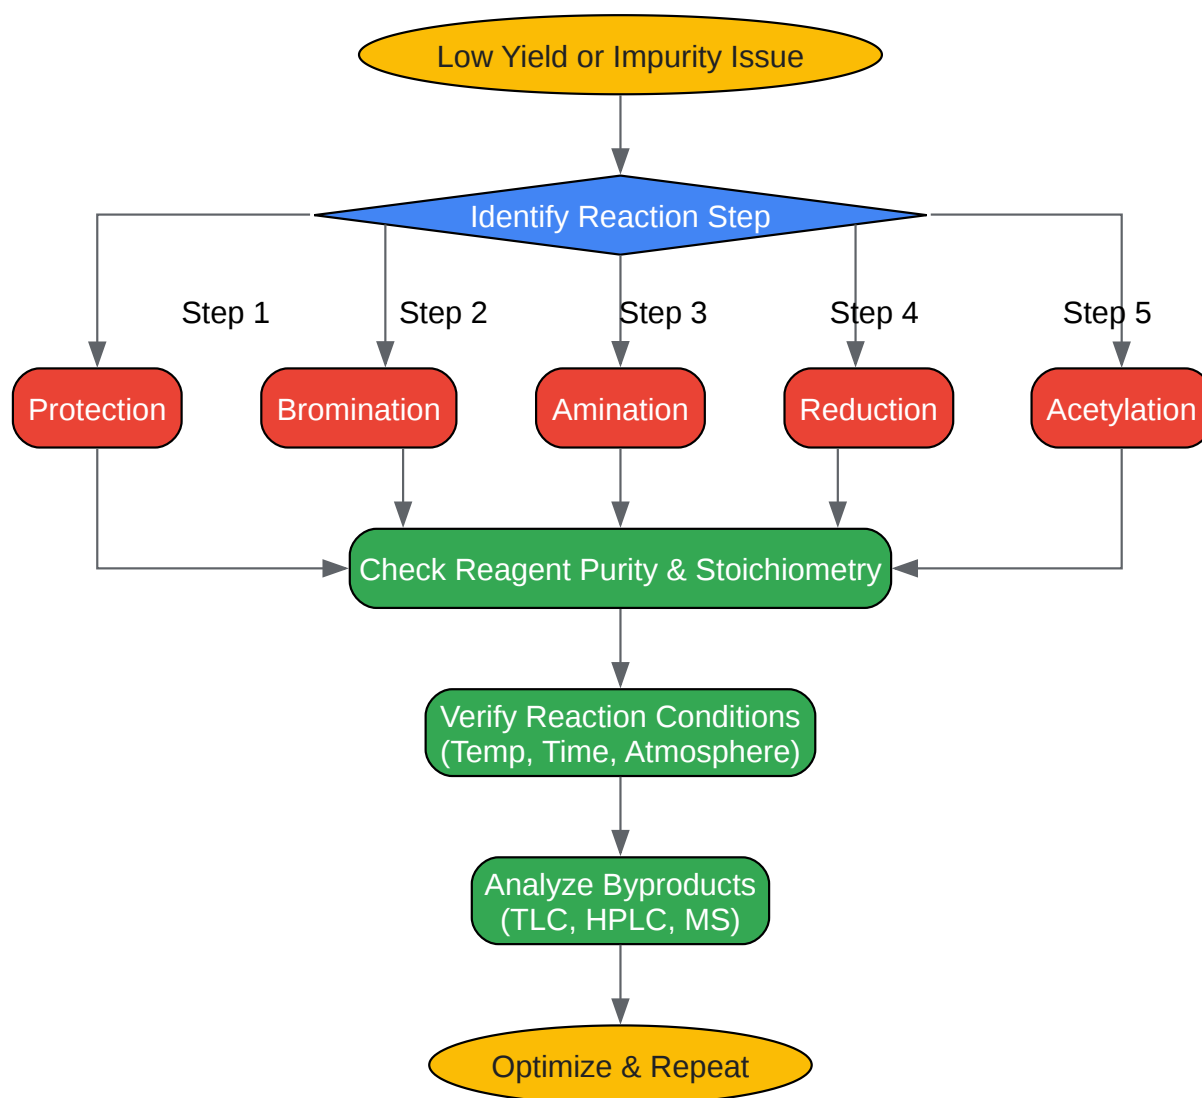 Low Yield or Impurity Issue
Identify Reaction Step
Step 1
Step 2
Step 3
Step 4
Step 5
Protection
Bromination
Amination
Reduction
Acetylation
Check Reagent Purity & Stoichiometry
Verify Reaction Conditions
(Temp, Time, Atmosphere)
Analyze Byproducts
(TLC, HPLC, MS)
Optimize & Repeat